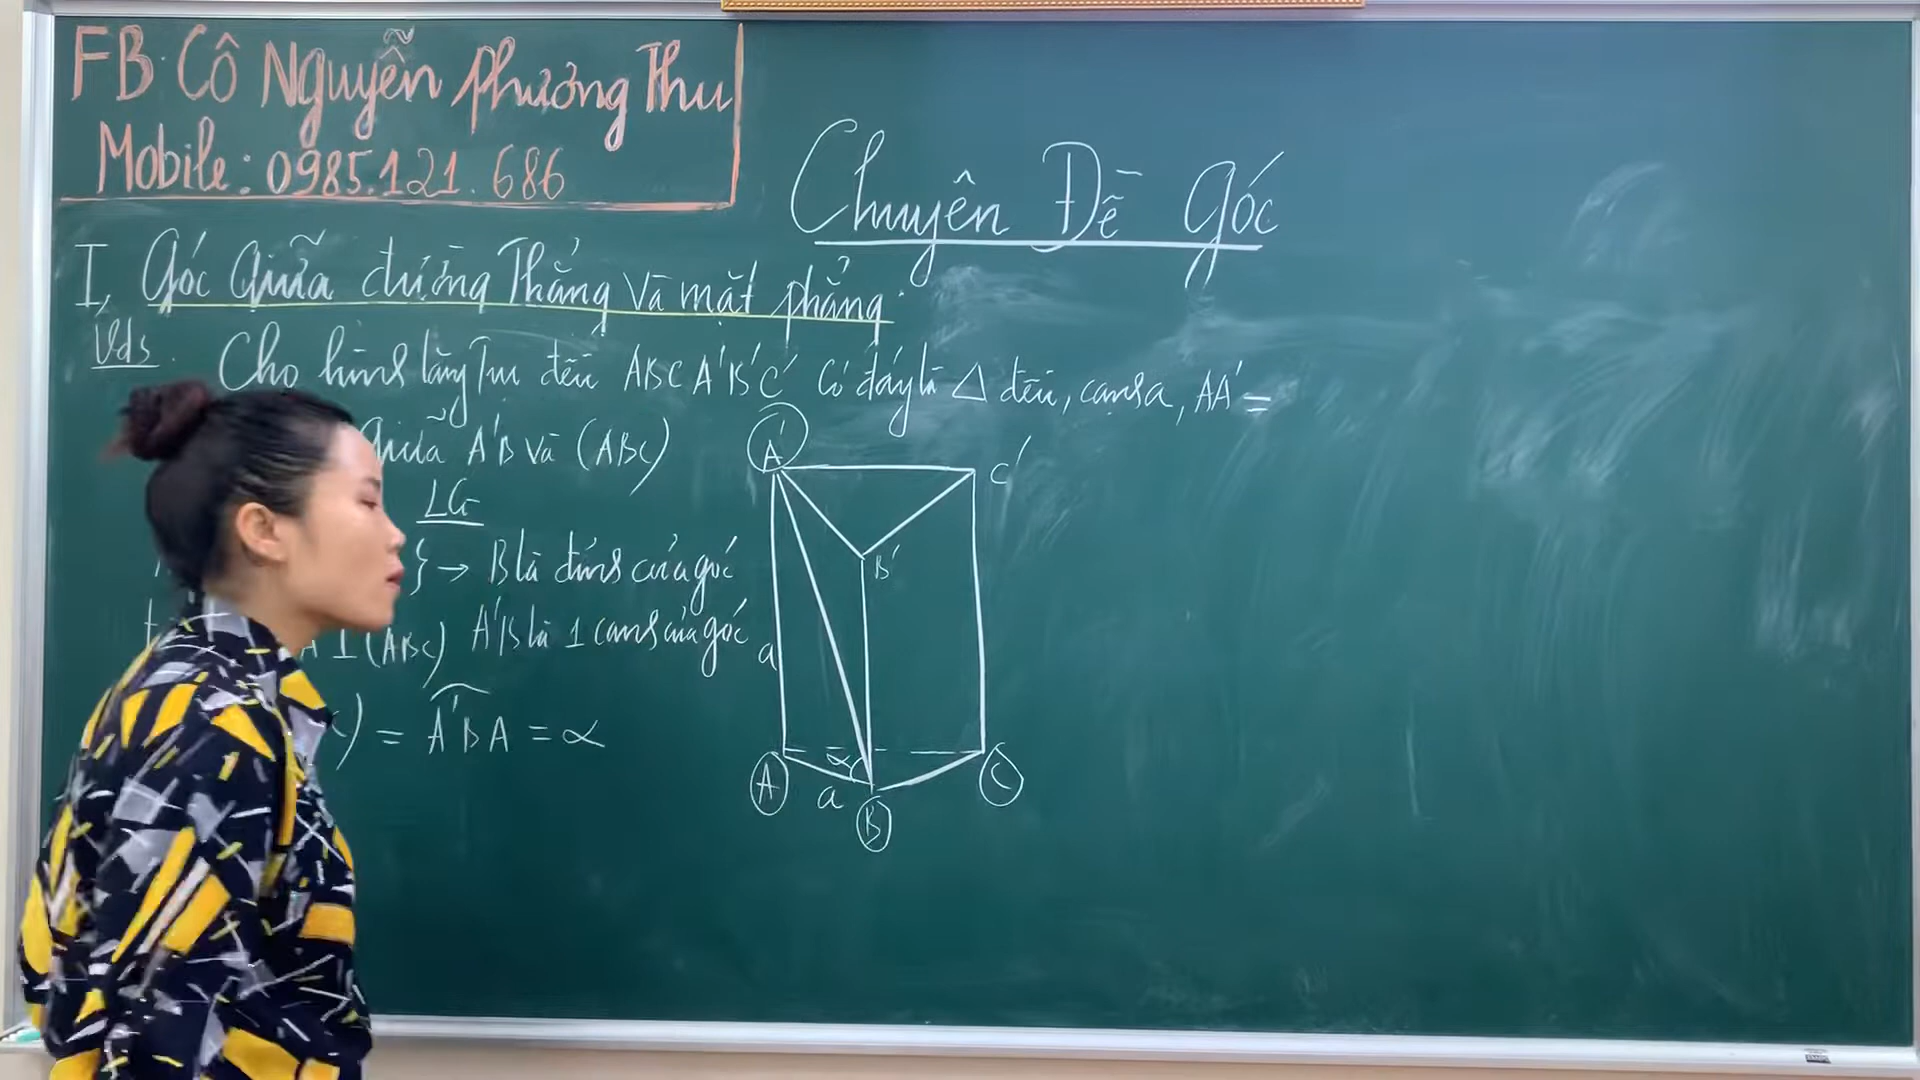 FB: Cô Nguyễn Phương Thu
Mobile: 0985.121.686
Chuyên Đề Góc
I, Góc Giữa đường Thẳng và mặt phẳng.
Cho hình lăng Trụ đều ABC A'B'C' Có đáy là Δ đều, cạnh a, AA' =
Giữa A'B và (ABC)
LG
} → B là đỉnh của góc
A ⊥ (ABC) A'B là 1 cạnh của góc
) = A'BA = α
A'
C'
B'
a
A
α
a
B
C